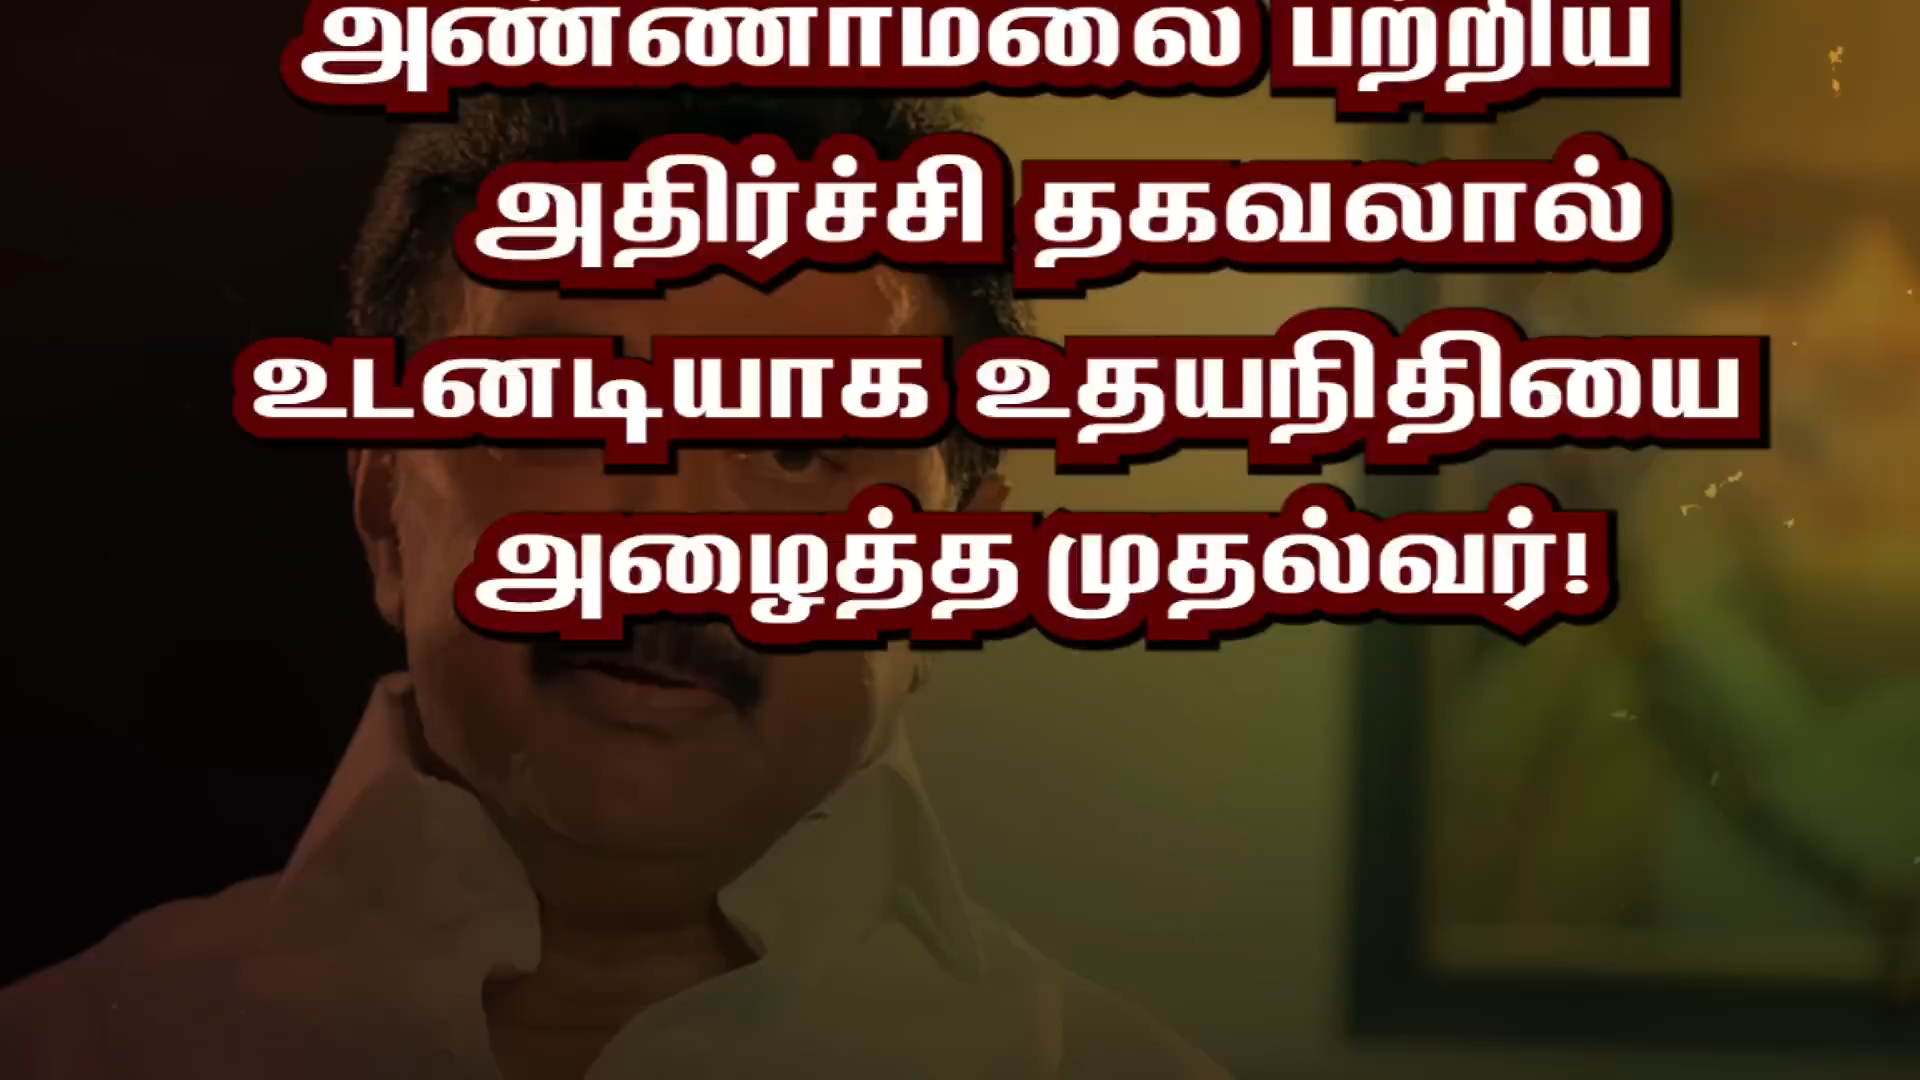 அண்ணாமலை பற்றிய
அதிர்ச்சி தகவலால்
உடனடியாக உதயநிதியை
அழைத்த முதல்வர்!